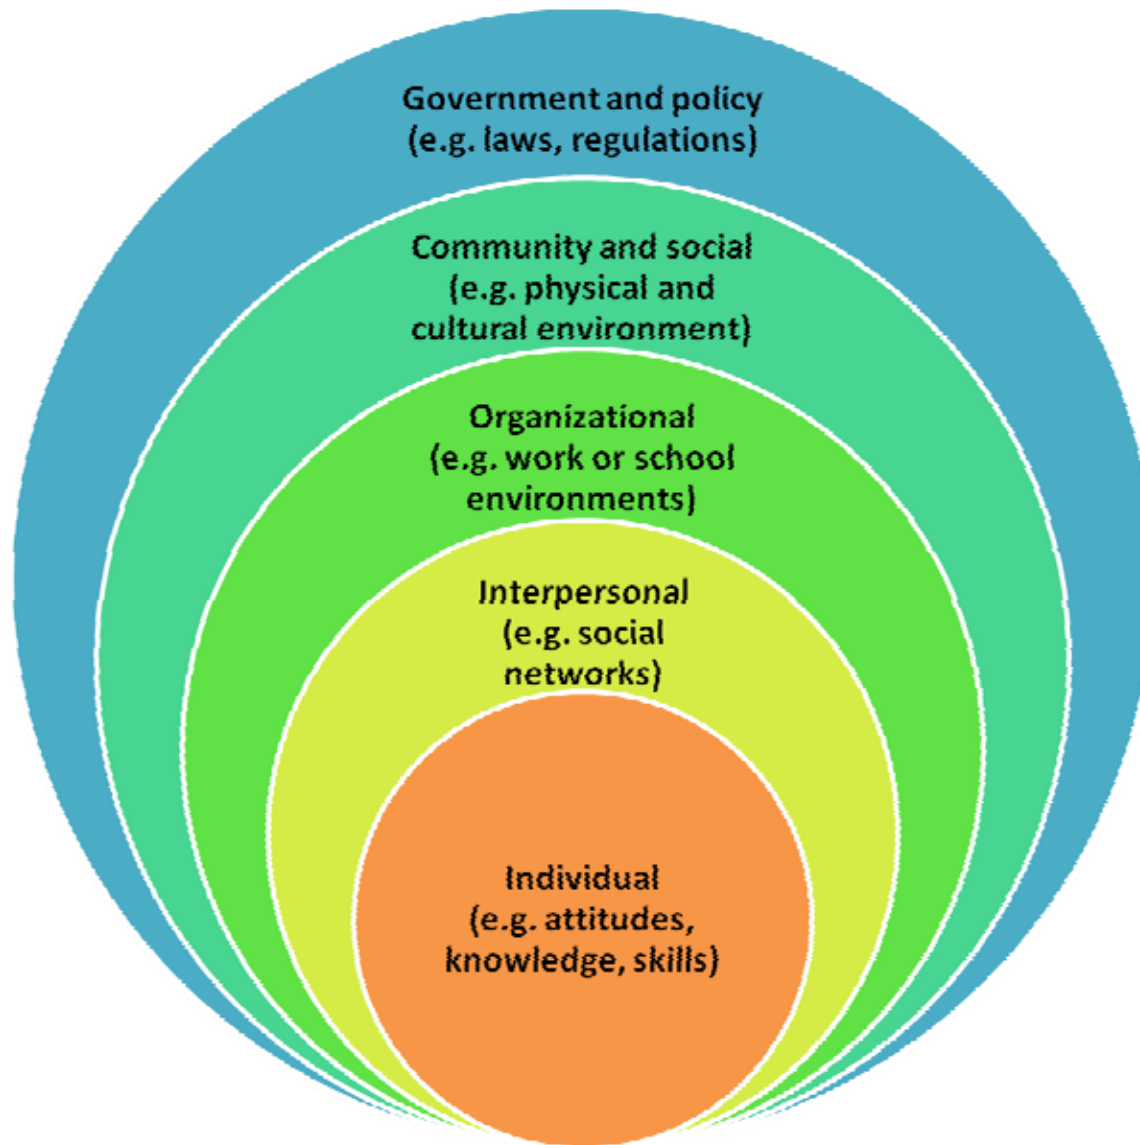 Government and policy
(e.g. laws, regulations)
Community and social
(e.g. physical and
cultural environment)
Organizational
(e.g. work or school
environments)
Interpersonal
(e.g. social
networks)
Individual
(e.g. attitudes,
knowledge, skills)